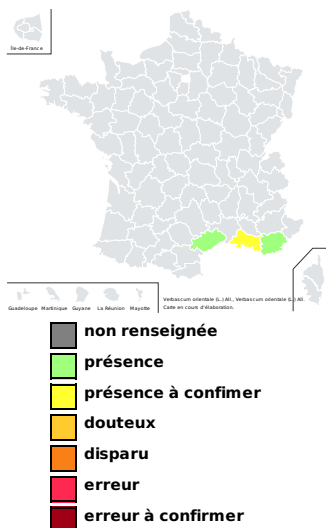 Île-de-France
Guadeloupe Martinique Guyane La Réunion Mayotte
Verbascum orientale (L.) All., Verbascum orientale (L.) All.
Carte en cours d'élaboration.
non renseignée
présence
présence à confimer
douteux
disparu
erreur
erreur à confirmer